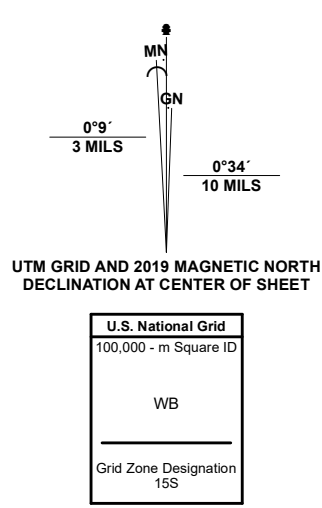 MN
GN
0°9´
3 MILS
0°34´
10 MILS
UTM GRID AND 2019 MAGNETIC NORTH
DECLINATION AT CENTER OF SHEET
U.S. National Grid
100,000 - m Square ID
WB
Grid Zone Designation
15S